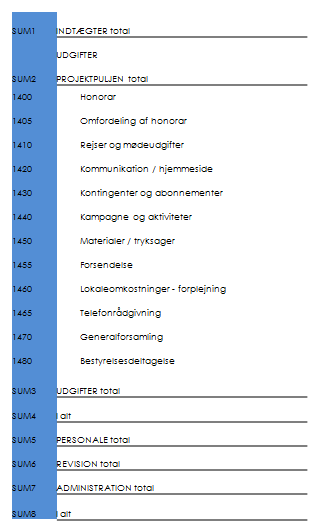 SUM1 INDTÆGTER total
UDGIFTER
SUM2 PROJEKTPULJEN total
1400 Honorar
1405 Omfordeling af honorar
1410 Rejser og mødeudgifter
1420 Kommunikation / hjemmeside
1430 Kontingenter og abonnementer
1440 Kampagne og aktiviteter
1450 Materialer / tryksager
1455 Forsendelse
1460 Lokaleomkostninger - forplejning
1465 Telefonrådgivning
1470 Generalforsamling
1480 Bestyrelsesdeltagelse
SUM3 UDGIFTER total
SUM4 I alt
SUM5 PERSONALE total
SUM6 REVISION total
SUM7 ADMINISTRATION total
SUM8 I alt